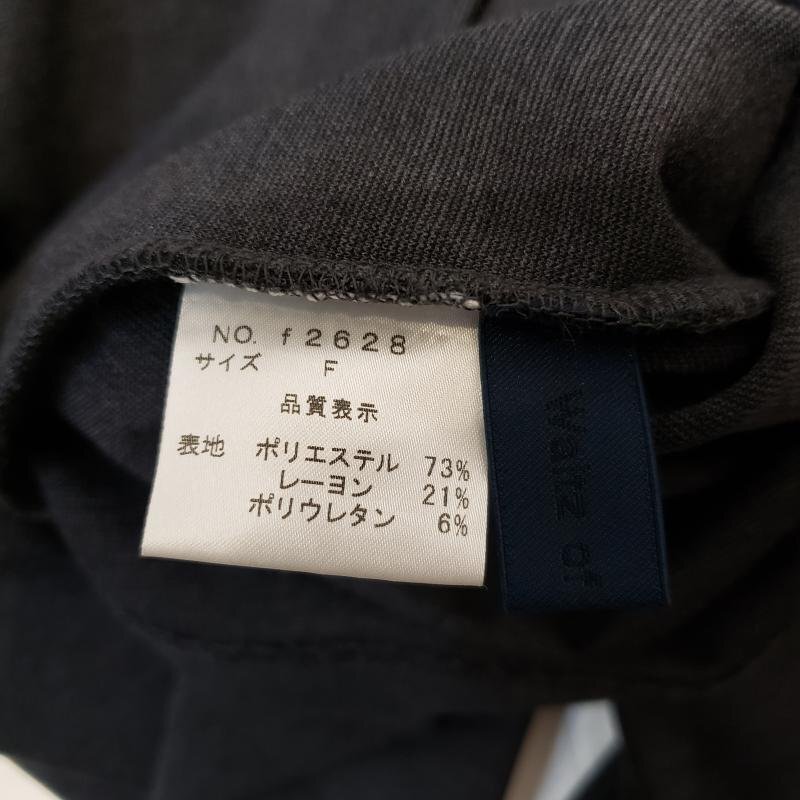 NO. f2628
サイズ F
品質表示
表地 ポリエステル 73%
レーヨン 21%
ポリウレタン 6%
Waltz of